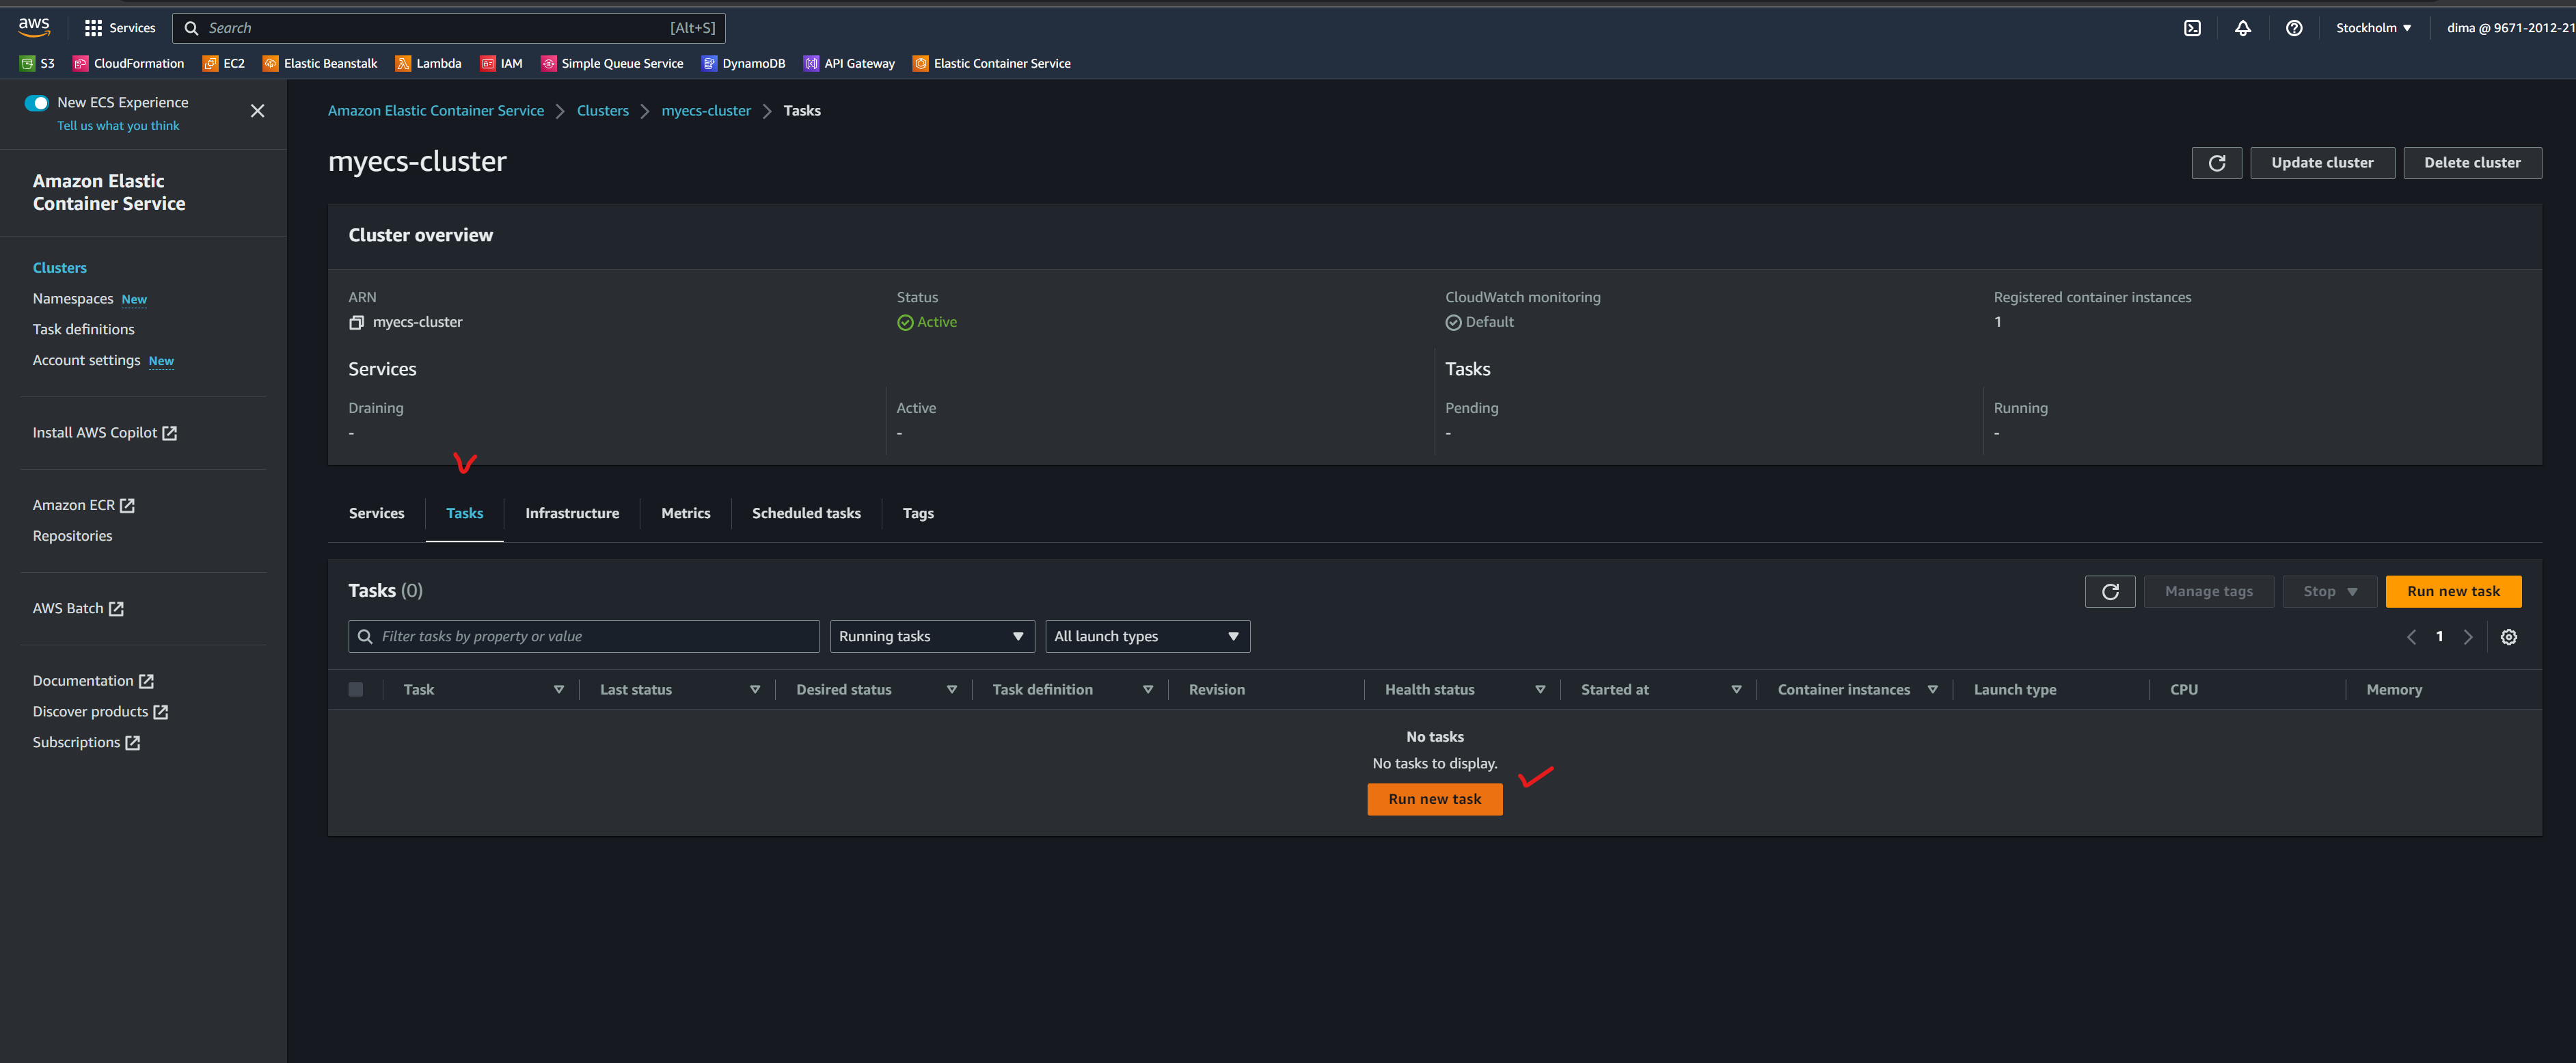 aws Services Search [Alt+S] Stockholm ▼ dima @ 9671-2012-21
S3 CloudFormation EC2 Elastic Beanstalk Lambda IAM Simple Queue Service DynamoDB API Gateway Elastic Container Service
New ECS Experience
Tell us what you think
Amazon Elastic
Container Service
Clusters
Namespaces New
Task definitions
Account settings New
Install AWS Copilot
Amazon ECR
Repositories
AWS Batch
Documentation
Discover products
Subscriptions
Amazon Elastic Container Service > Clusters > myecs-cluster > Tasks
myecs-cluster
Update cluster Delete cluster
Cluster overview
ARN Status CloudWatch monitoring Registered container instances
myecs-cluster Active Default 1
Services Tasks
Draining Active Pending Running
- - - -
Services Tasks Infrastructure Metrics Scheduled tasks Tags
Tasks (0) Manage tags Stop ▼ Run new task
Filter tasks by property or value Running tasks ▼ All launch types ▼ < 1 >
Task Last status Desired status Task definition Revision Health status Started at Container instances Launch type CPU Memory
No tasks
No tasks to display.
Run new task